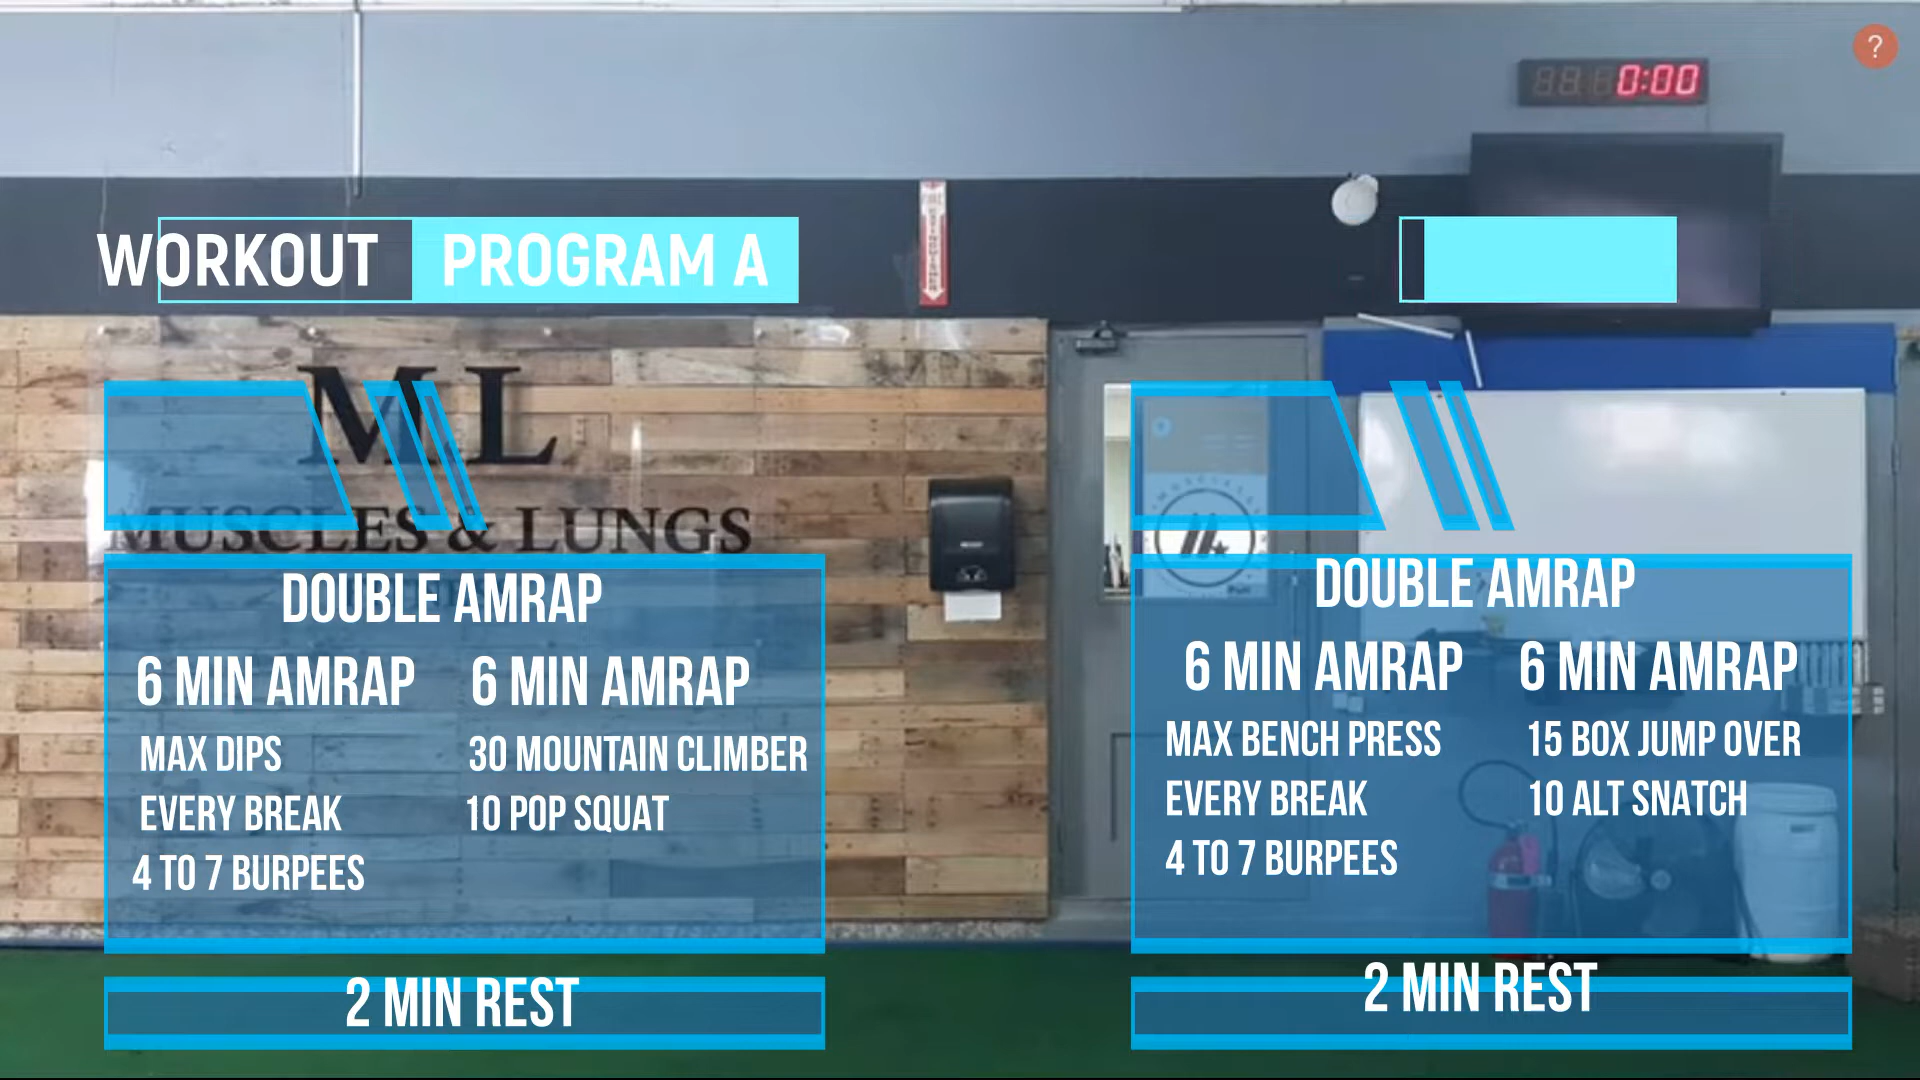 ?
0:00
WORKOUT PROGRAM A
ML
MUSCLES & LUNGS
DOUBLE AMRAP
6 MIN AMRAP 6 MIN AMRAP
MAX DIPS 30 MOUNTAIN CLIMBER
EVERY BREAK 10 POP SQUAT
4 TO 7 BURPEES
2 MIN REST
DOUBLE AMRAP
6 MIN AMRAP 6 MIN AMRAP
MAX BENCH PRESS 15 BOX JUMP OVER
EVERY BREAK 10 ALT SNATCH
4 TO 7 BURPEES
2 MIN REST